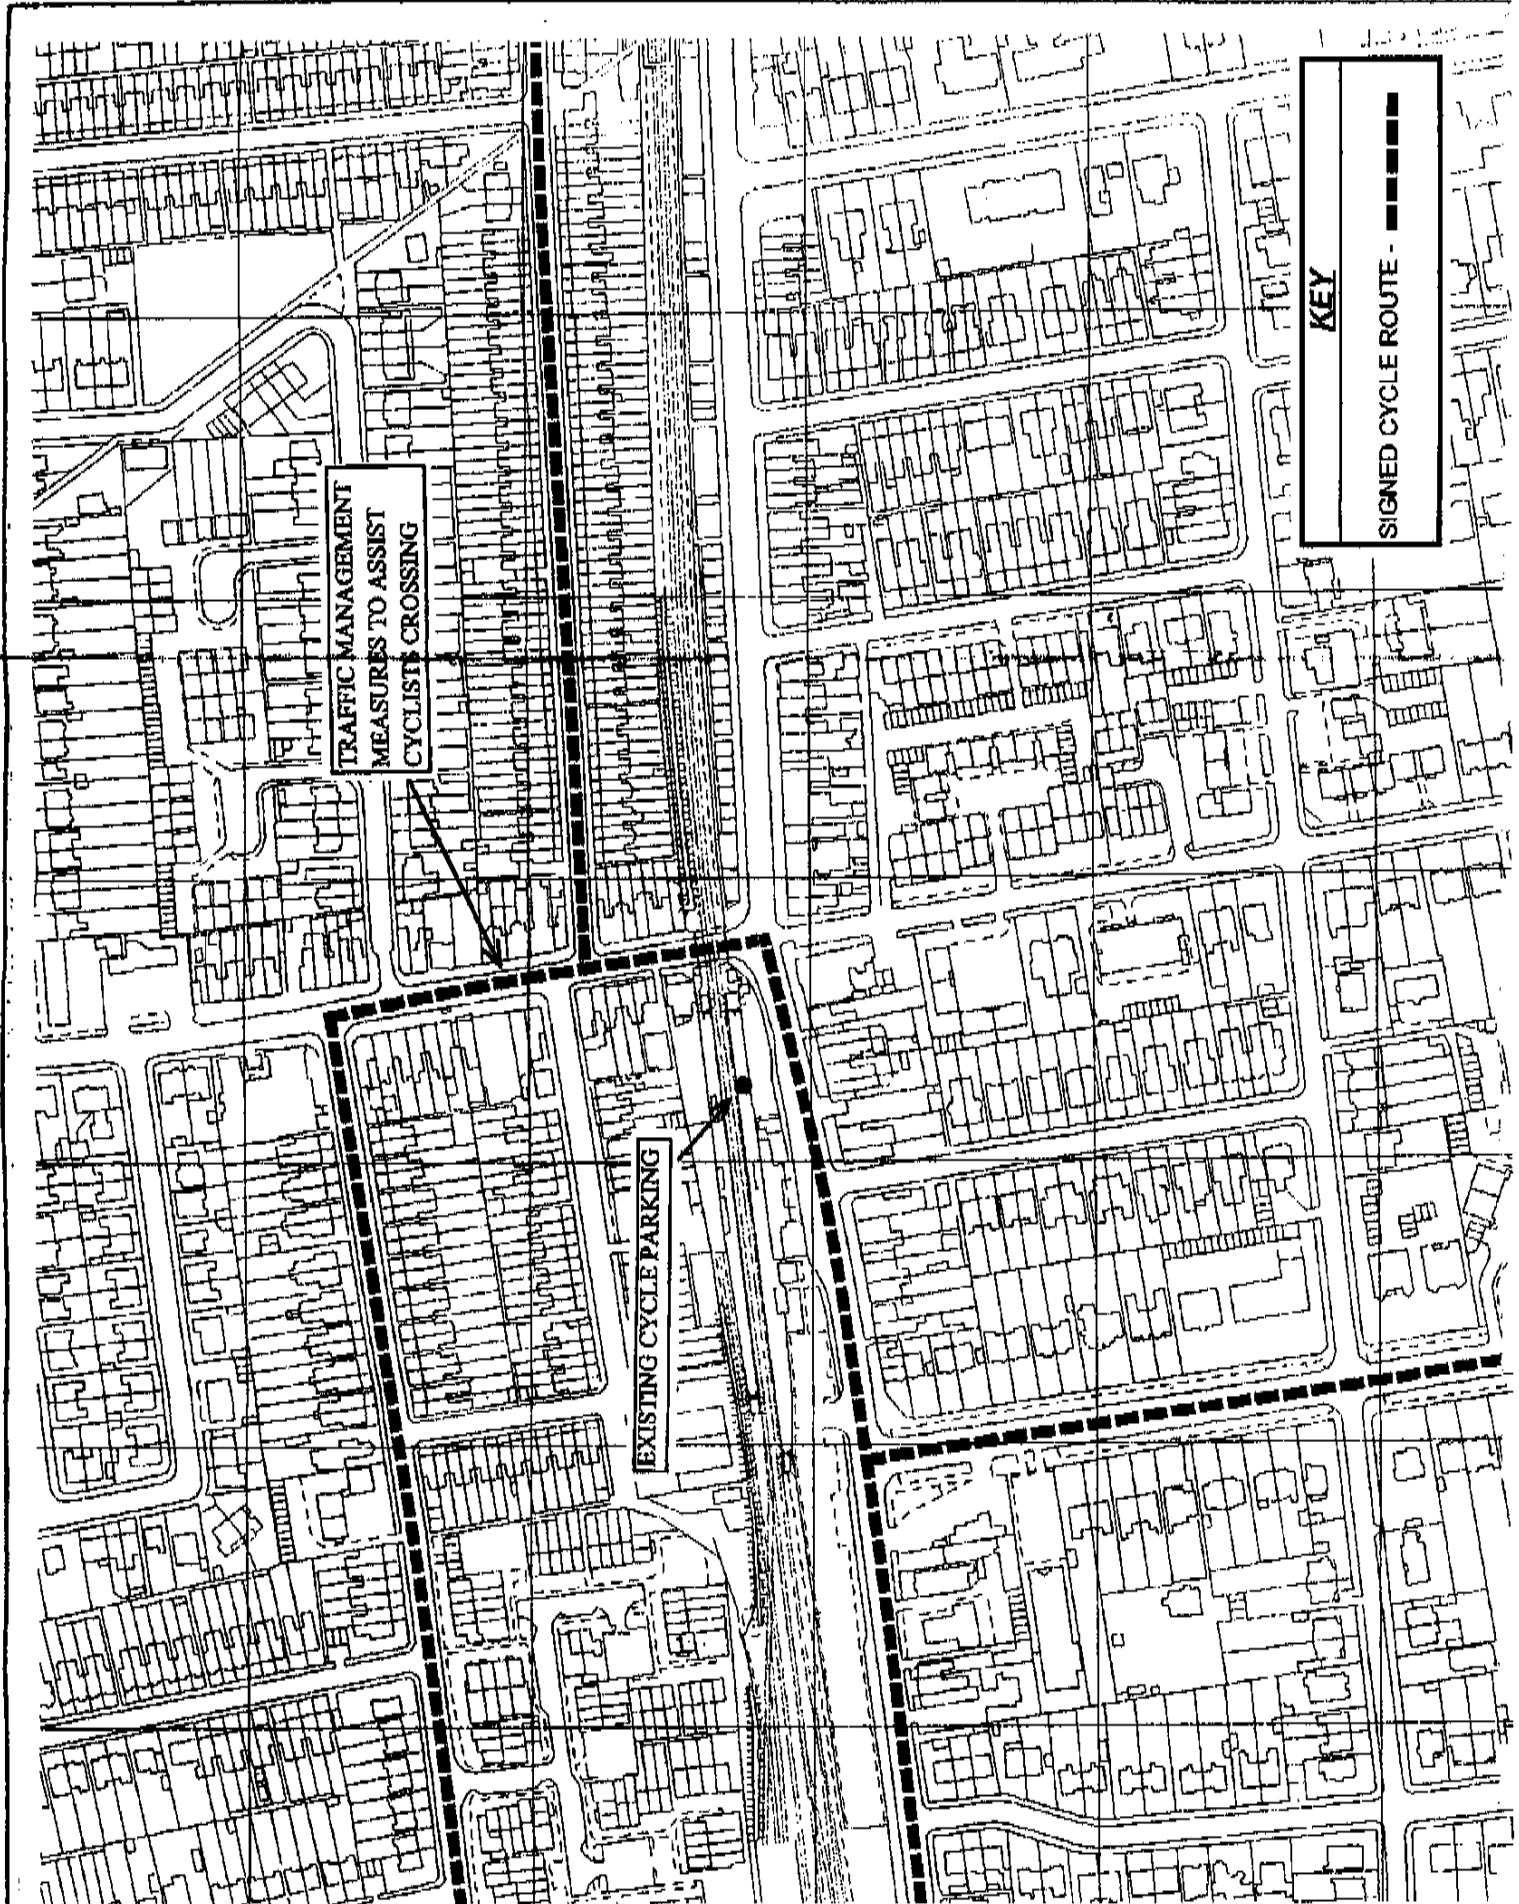 TRAFFIC MANAGEMENT
MEASURES TO ASSIST
CYCLISTS CROSSING
EXISTING CYCLE PARKING
KEY
SIGNED CYCLE ROUTE -